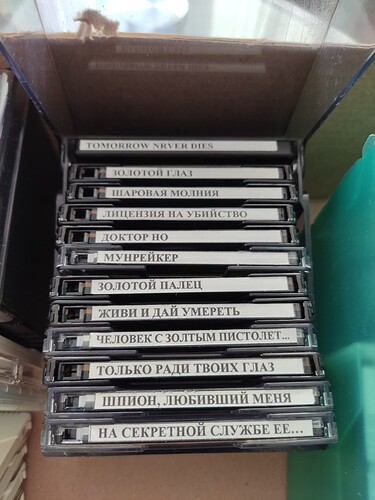 TOMORROW NRVER DIES
ЗОЛОТОЙ ГЛАЗ
ШАРОВАЯ МОЛНИЯ
ЛИЦЕНЗИЯ НА УБИЙСТВО
ДОКТОР НО
МУНРЕЙКЕР
ЗОЛОТОЙ ПАЛЕЦ
ЖИВИ И ДАЙ УМЕРЕТЬ
ЧЕЛОВЕК С ЗОЛТЫМ ПИСТОЛЕТ...
ТОЛЬКО РАДИ ТВОИХ ГЛАЗ
ШПИОН, ЛЮБИВШИЙ МЕНЯ
НА СЕКРЕТНОЙ СЛУЖБЕ ЕЕ...